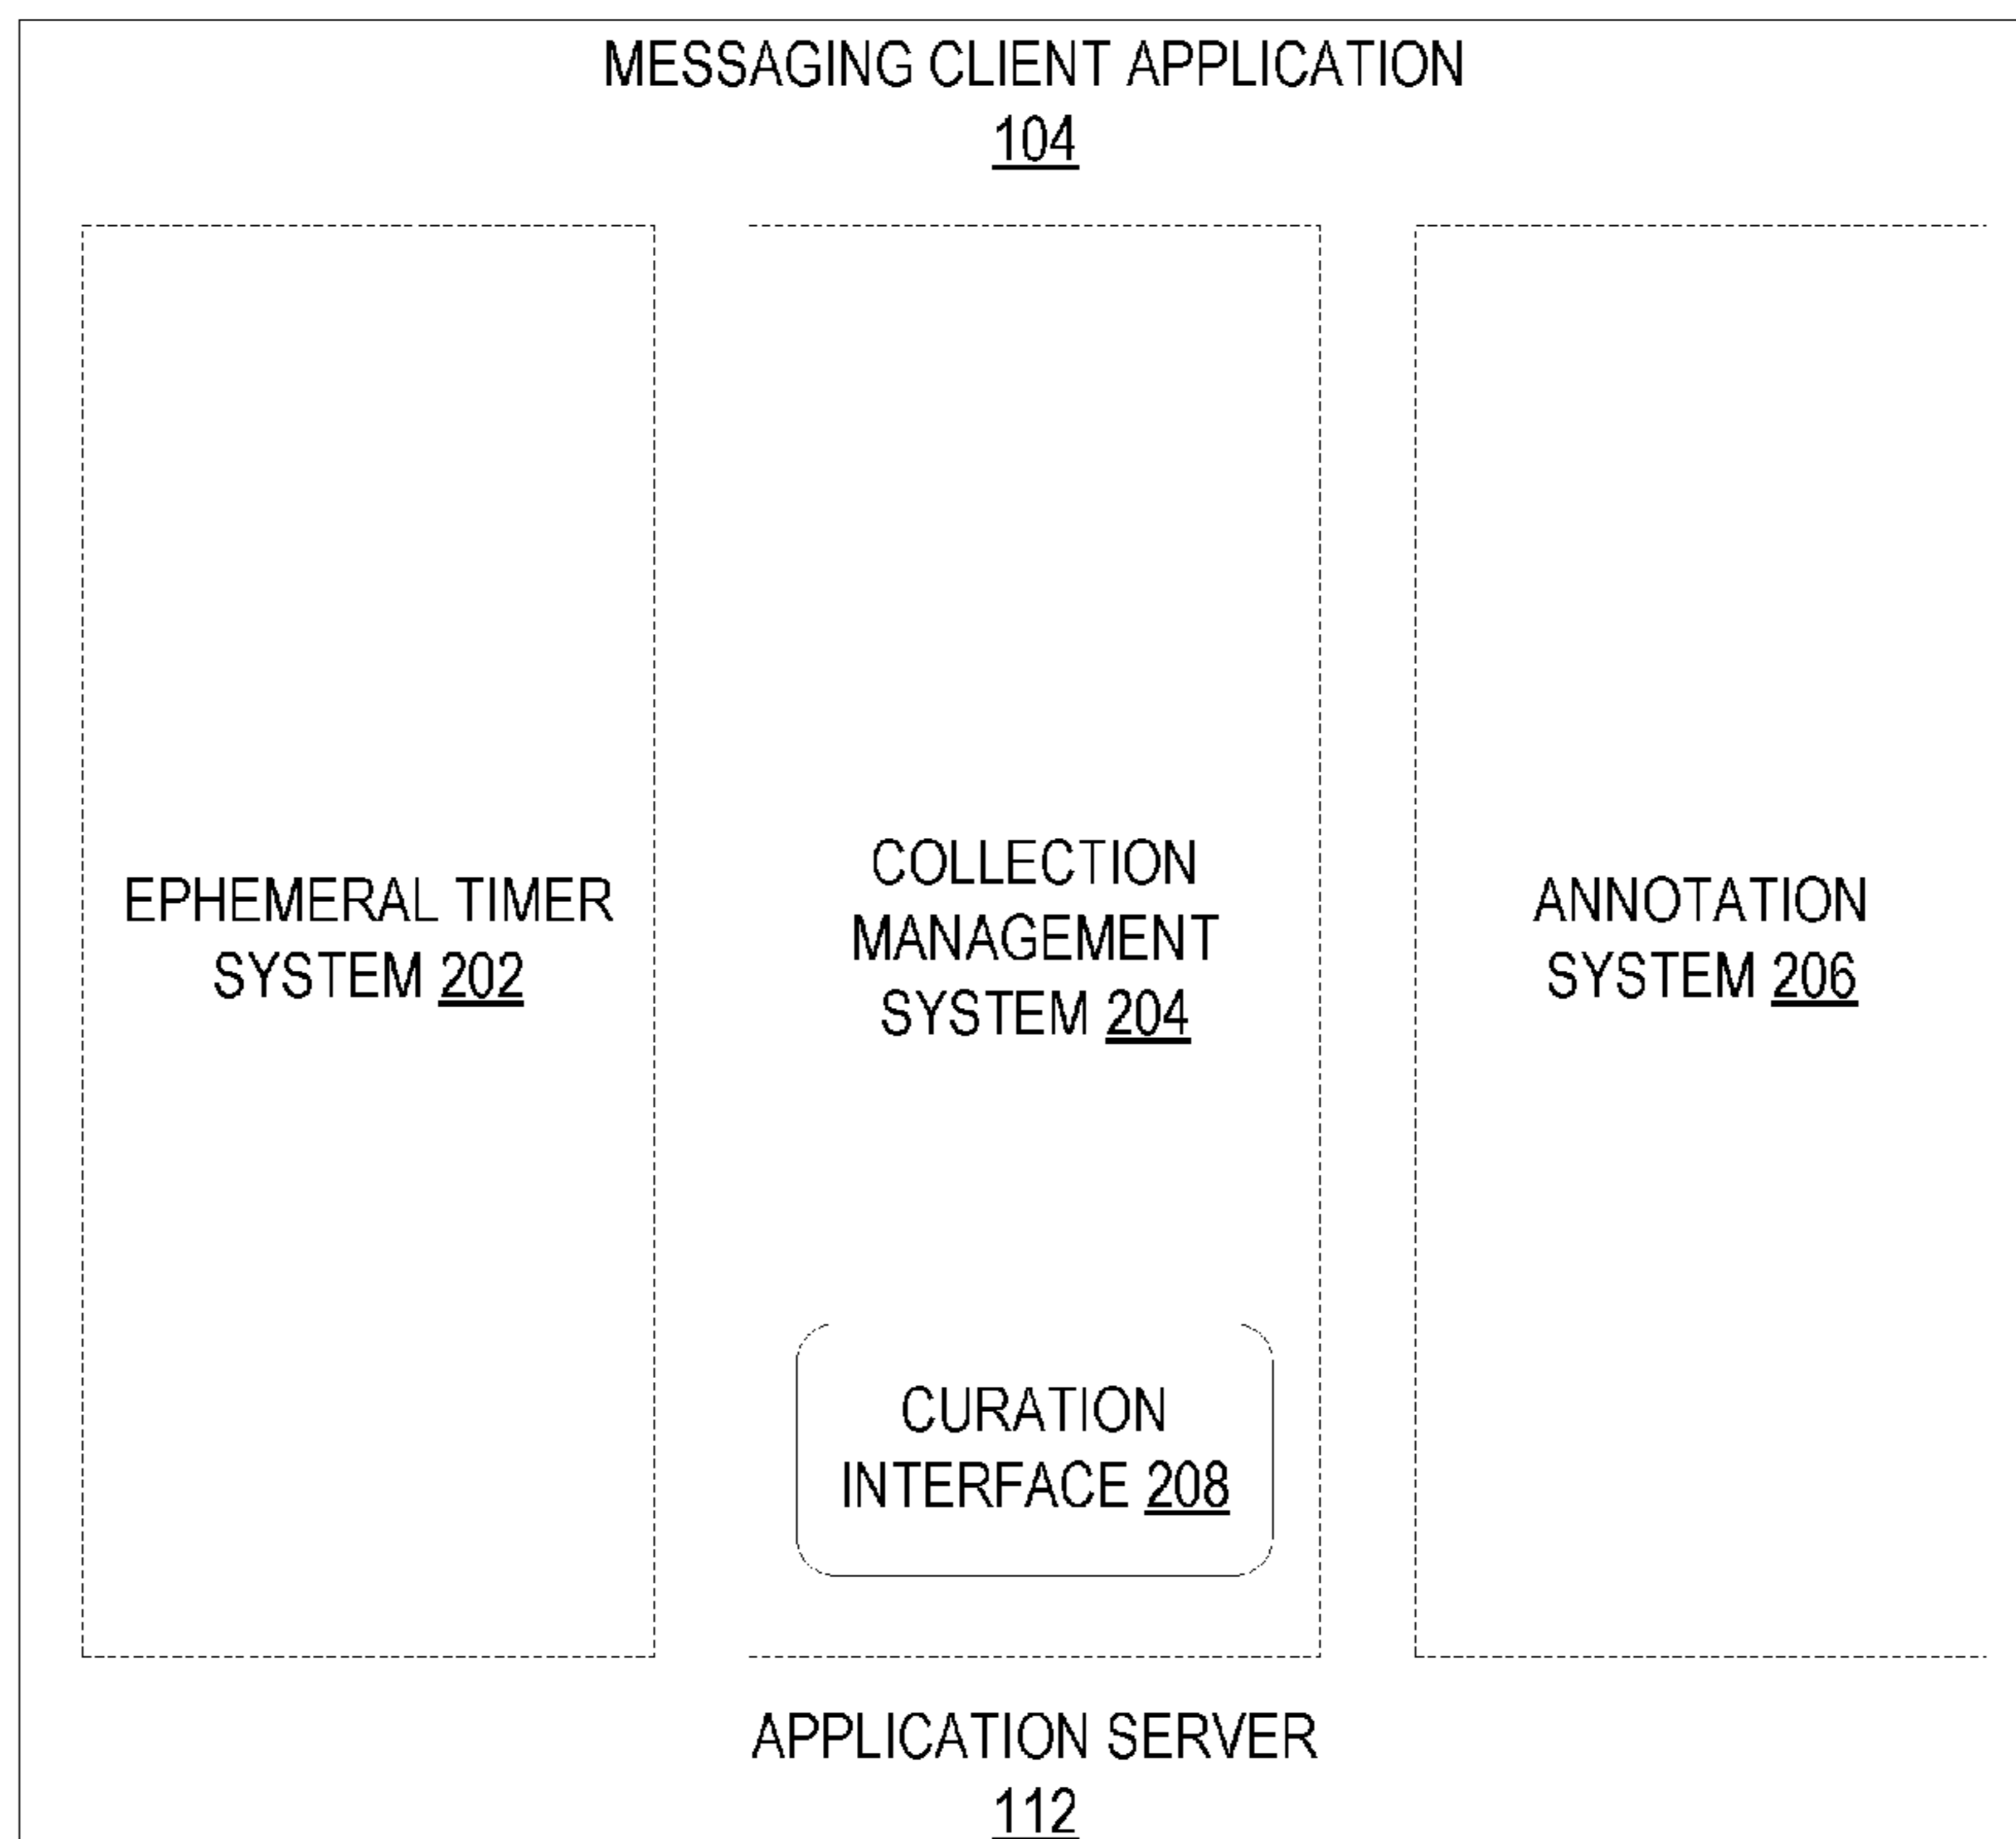 MESSAGING CLIENT APPLICATION
104
EPHEMERAL TIMER
SYSTEM 202
COLLECTION
MANAGEMENT
SYSTEM 204
ANNOTATION
SYSTEM 206
CURATION
INTERFACE 208
APPLICATION SERVER
112